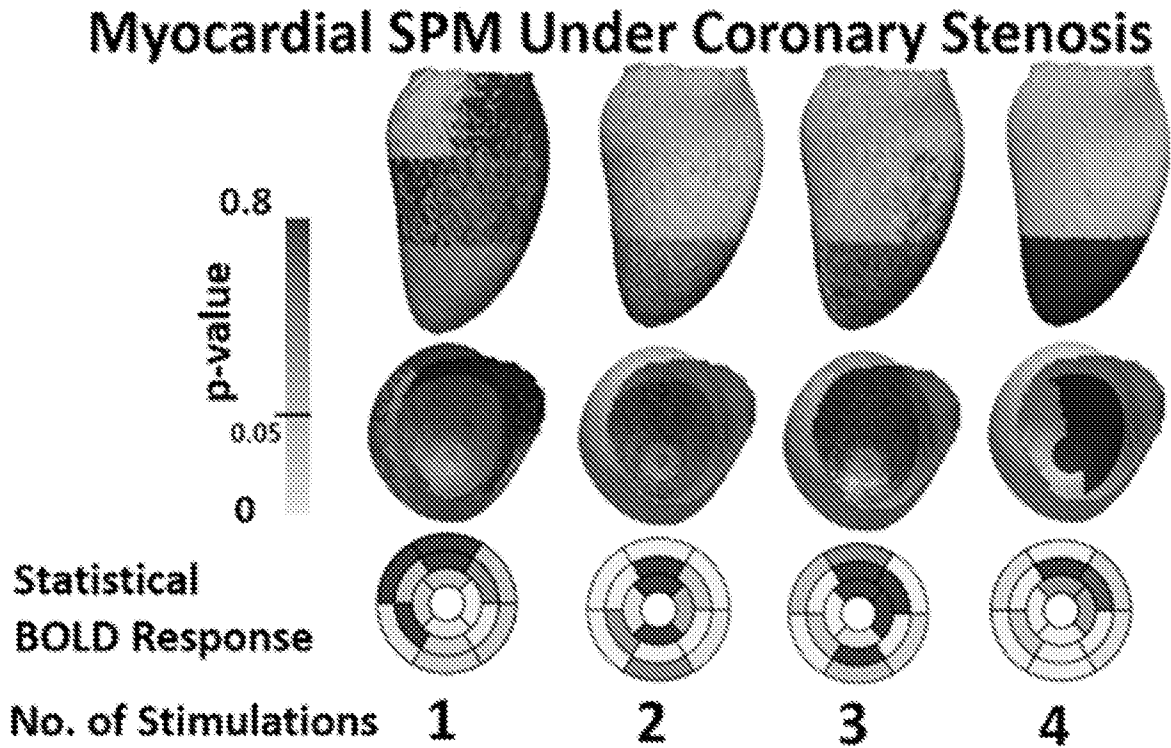 Myocardial SPM Under Coronary Stenosis
0.8
p-value
0.05
0
Statistical
BOLD Response
No. of Stimulations 1 2 3 4